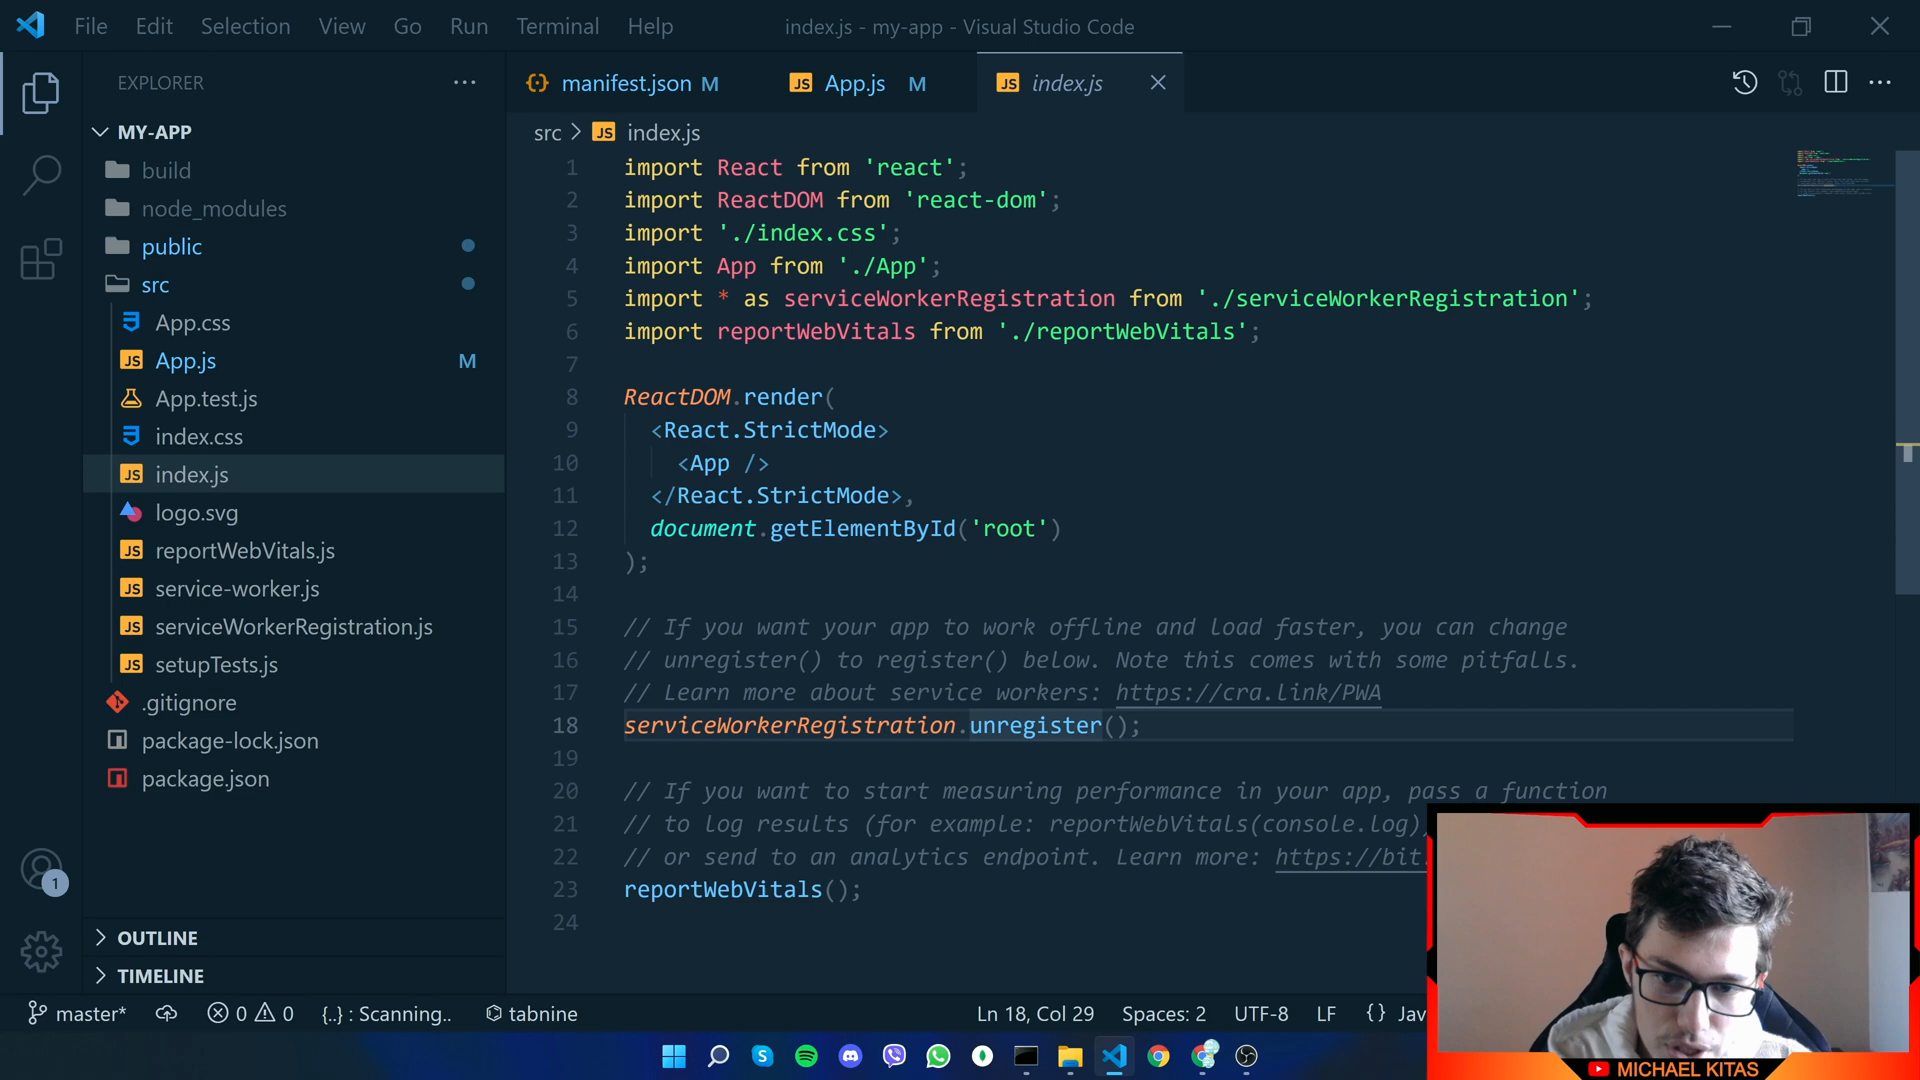 File Edit Selection View Go Run Terminal Help
index.js - my-app - Visual Studio Code
EXPLORER
MY-APP
build
node_modules
public
src
App.css
App.js M
App.test.js
index.css
index.js
logo.svg
reportWebVitals.js
service-worker.js
serviceWorkerRegistration.js
setupTests.js
.gitignore
package-lock.json
package.json
OUTLINE
TIMELINE
1
manifest.json M
JS App.js M
JS index.js
src > JS index.js
1 import React from 'react';
2 import ReactDOM from 'react-dom';
3 import './index.css';
4 import App from './App';
5 import * as serviceWorkerRegistration from './serviceWorkerRegistration';
6 import reportWebVitals from './reportWebVitals';
7
8 ReactDOM.render(
9 <React.StrictMode>
10 <App />
11 </React.StrictMode>,
12 document.getElementById('root')
13 );
14
15 // If you want your app to work offline and load faster, you can change
16 // unregister() to register() below. Note this comes with some pitfalls.
17 // Learn more about service workers: https://cra.link/PWA
18 serviceWorkerRegistration.unregister();
19
20 // If you want to start measuring performance in your app, pass a function
21 // to log results (for example: reportWebVitals(console.log)
22 // or send to an analytics endpoint. Learn more: https://bit.
23 reportWebVitals();
24
master* 0 0 {..} : Scanning.. tabnine
Ln 18, Col 29 Spaces: 2 UTF-8 LF {} Jav
MICHAEL KITAS